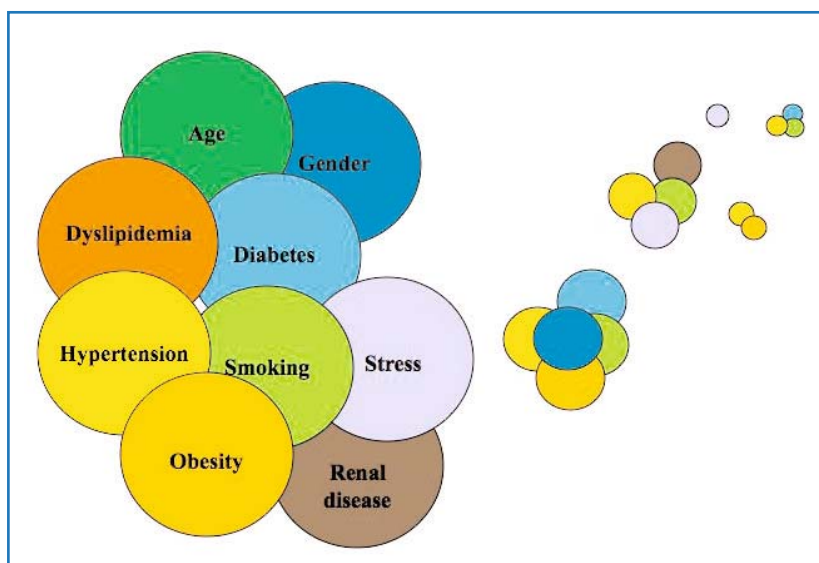 Age
Gender
Dyslipidemia
Diabetes
Hypertension
Smoking
Stress
Obesity
Renal
disease